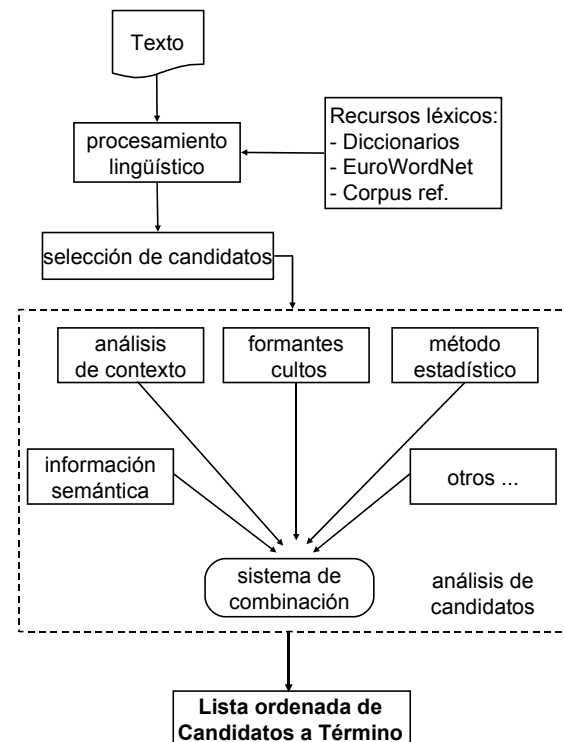 Texto
procesamiento
lingüístico
Recursos léxicos:
- Diccionarios
- EuroWordNet
- Corpus ref.
selección de candidatos
análisis
de contexto
formantes
cultos
método
estadístico
información
semántica
otros ...
sistema de
combinación
análisis de
candidatos
Lista ordenada de
Candidatos a Término